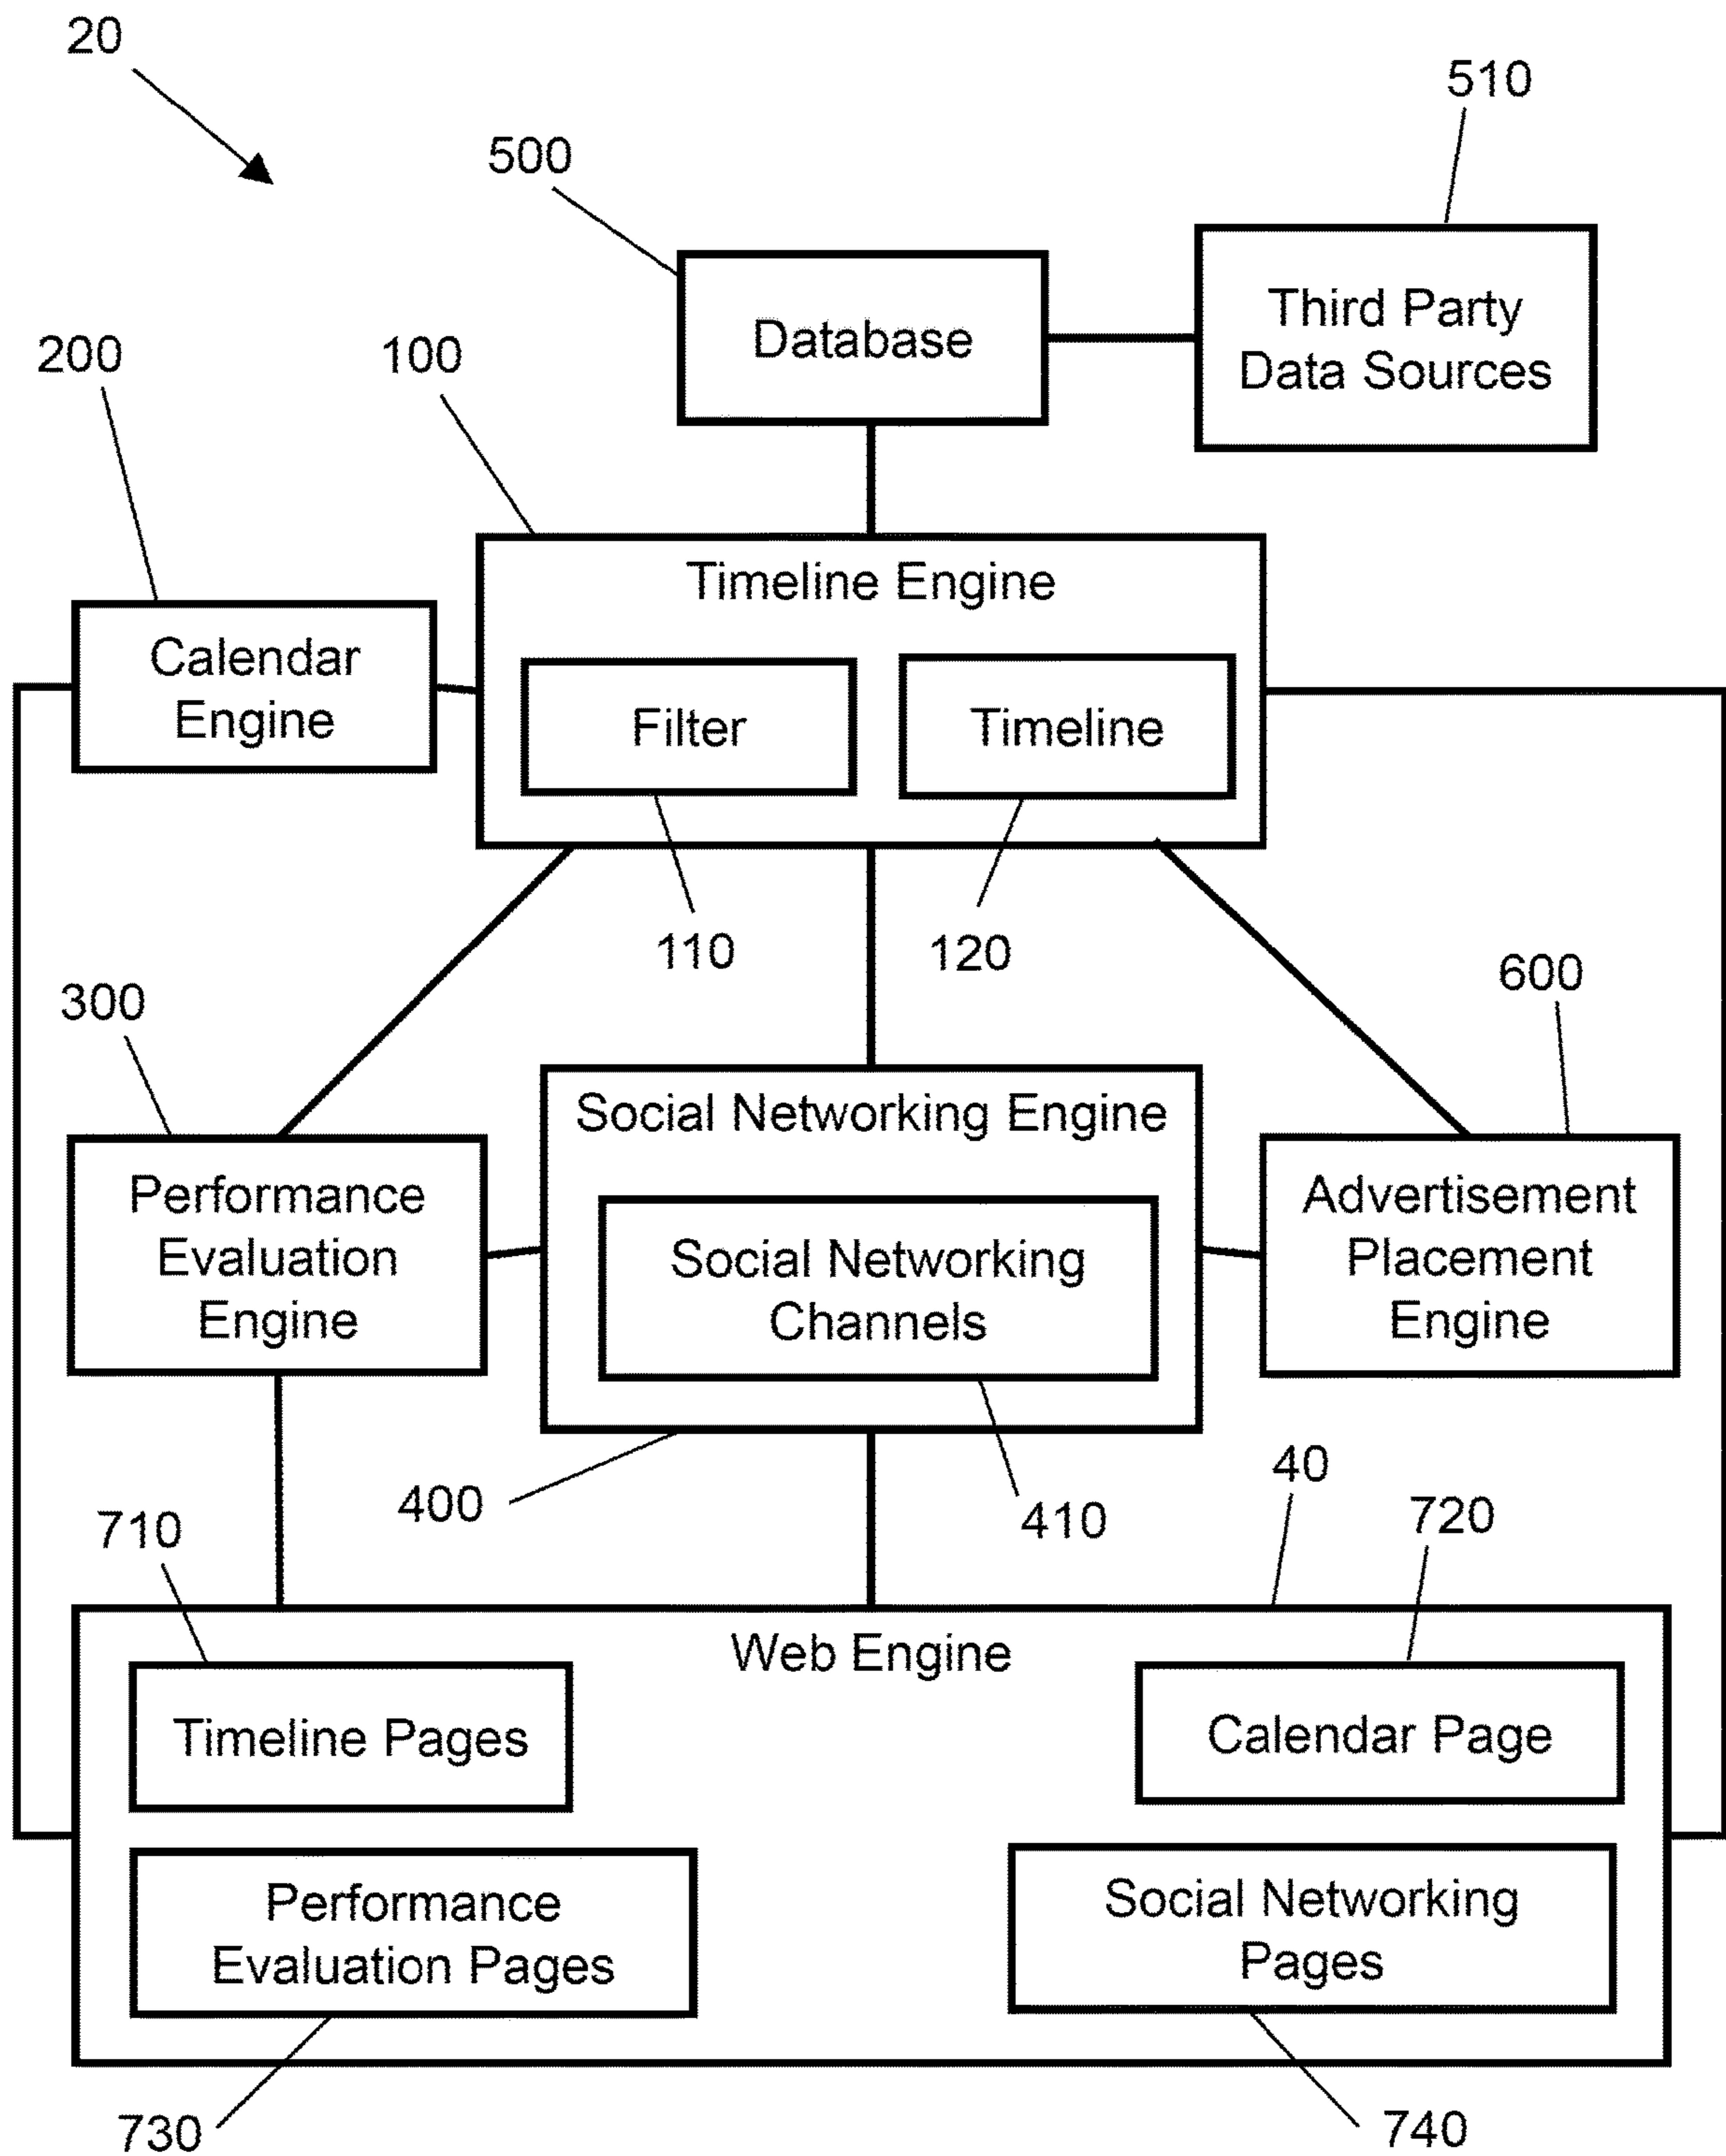 20
510
500
Third Party
Data Sources
Database
200
100
Timeline Engine
Calendar
Engine
Filter
Timeline
110
120
300
600
Social Networking Engine
Performance
Evaluation
Engine
Social Networking
Channels
Advertisement
Placement
Engine
400
410
40
710
720
Web Engine
Timeline Pages
Calendar Page
Performance
Evaluation Pages
Social Networking
Pages
730
740